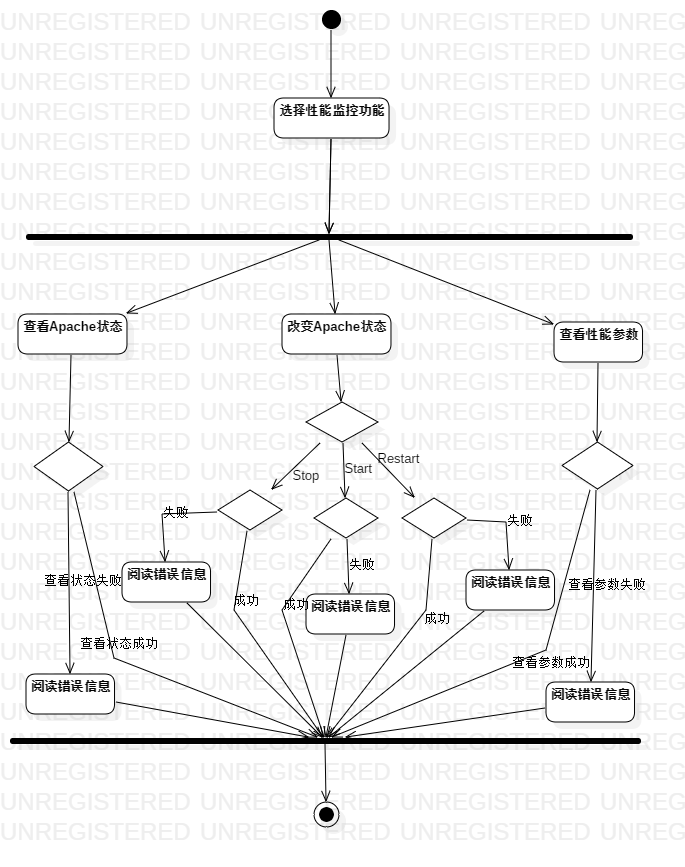 UNREGISTERED UNREGISTERED UNREGISTERED UNREG
选择性能监控功能
查看Apache状态
改变Apache状态
查看性能参数
Stop
Start
Restart
失败
失败
失败
阅读错误信息
阅读错误信息
阅读错误信息
查看状态失败
查看参数失败
成功
成功
成功
查看状态成功
查看参数成功
阅读错误信息
阅读错误信息